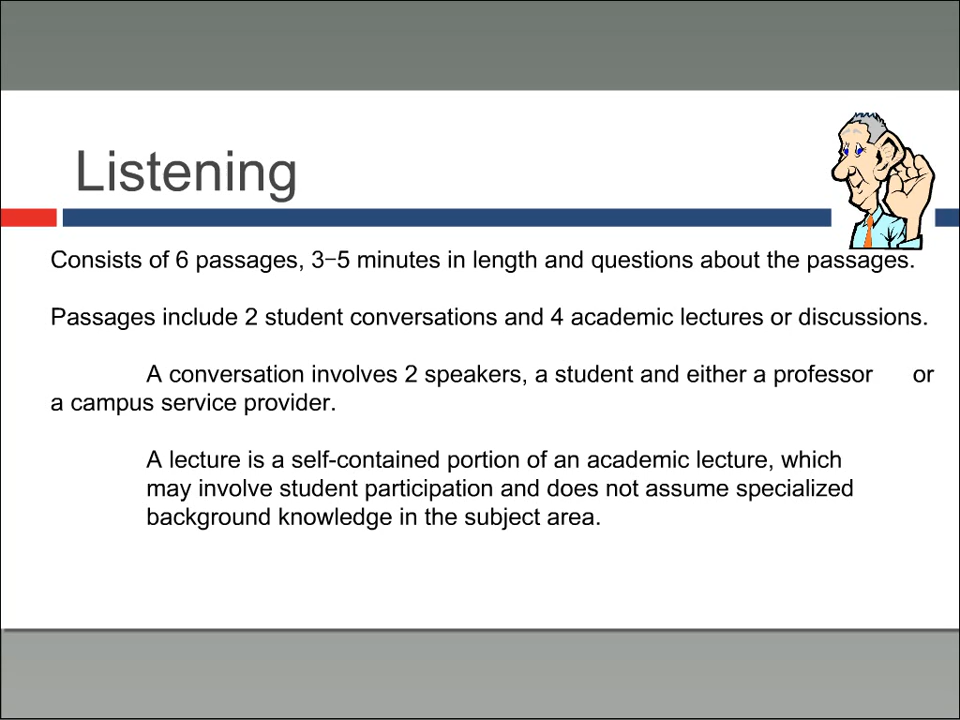 Listening
Consists of 6 passages, 3−5 minutes in length and questions about the passages.
Passages include 2 student conversations and 4 academic lectures or discussions.
A conversation involves 2 speakers, a student and either a professor or
a campus service provider.
A lecture is a self-contained portion of an academic lecture, which
may involve student participation and does not assume specialized
background knowledge in the subject area.